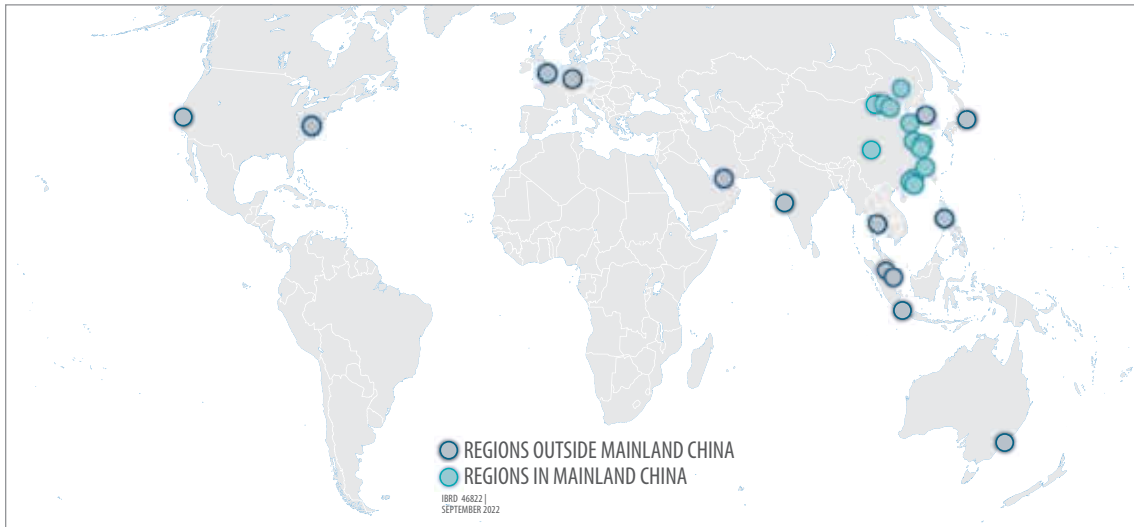 REGIONS OUTSIDE MAINLAND CHINA
REGIONS IN MAINLAND CHINA
IBRD 46822 |
SEPTEMBER 2022